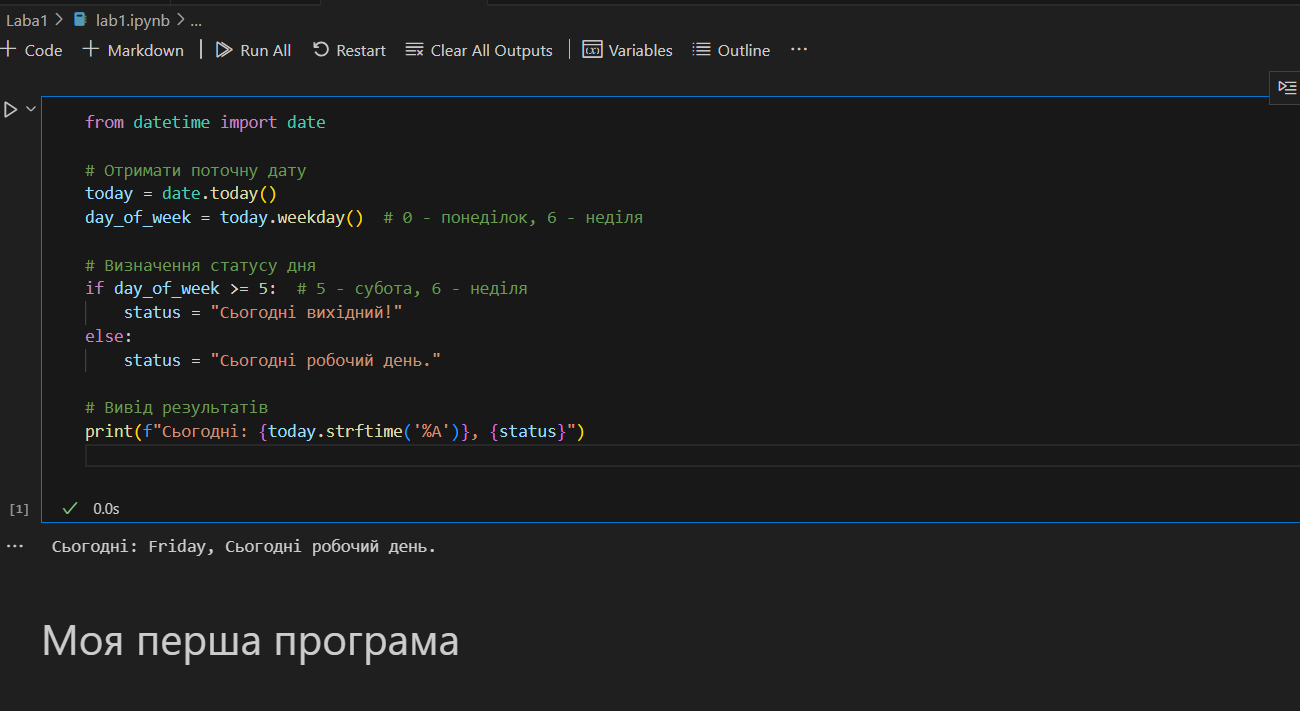 Laba1 > lab1.ipynb > ...
+ Code + Markdown | Run All Restart Clear All Outputs | Variables Outline ...
from datetime import date
# Отримати поточну дату
today = date.today()
day_of_week = today.weekday()  # 0 - понеділок, 6 - неділя
# Визначення статусу дня
if day_of_week >= 5:  # 5 - субота, 6 - неділя
    status = "Сьогодні вихідний!"
else:
    status = "Сьогодні робочий день."
# Вивід результатів
print(f"Сьогодні: {today.strftime('%A')}, {status}")
[1] 0.0s
... Сьогодні: Friday, Сьогодні робочий день.
Моя перша програма